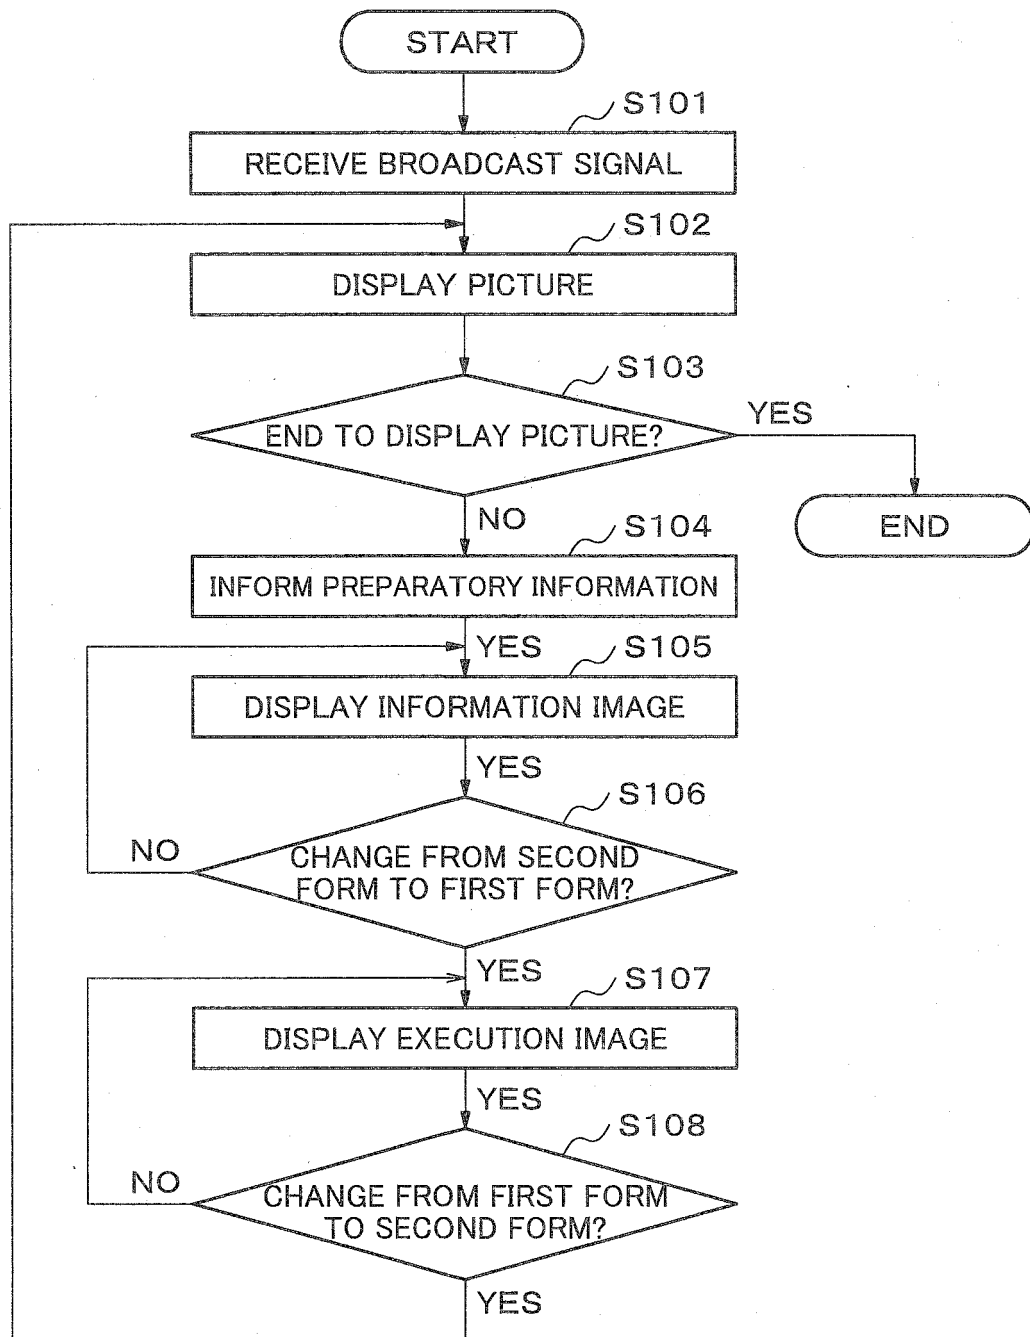 START
S101
RECEIVE BROADCAST SIGNAL
S102
DISPLAY PICTURE
S103
END TO DISPLAY PICTURE?
YES
END
NO
S104
INFORM PREPARATORY INFORMATION
YES
S105
DISPLAY INFORMATION IMAGE
YES
S106
NO
CHANGE FROM SECOND
FORM TO FIRST FORM?
YES
S107
DISPLAY EXECUTION IMAGE
YES
S108
NO
CHANGE FROM FIRST FORM
TO SECOND FORM?
YES